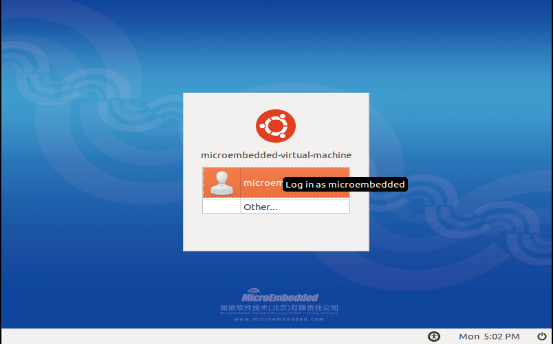 microembedded-virtual-machine
microem
Log in as microembedded
Other...
MicroEmbedded
微嵌软件技术(北京)有限责任公司
www.microembedded.com
Mon 5:02 PM